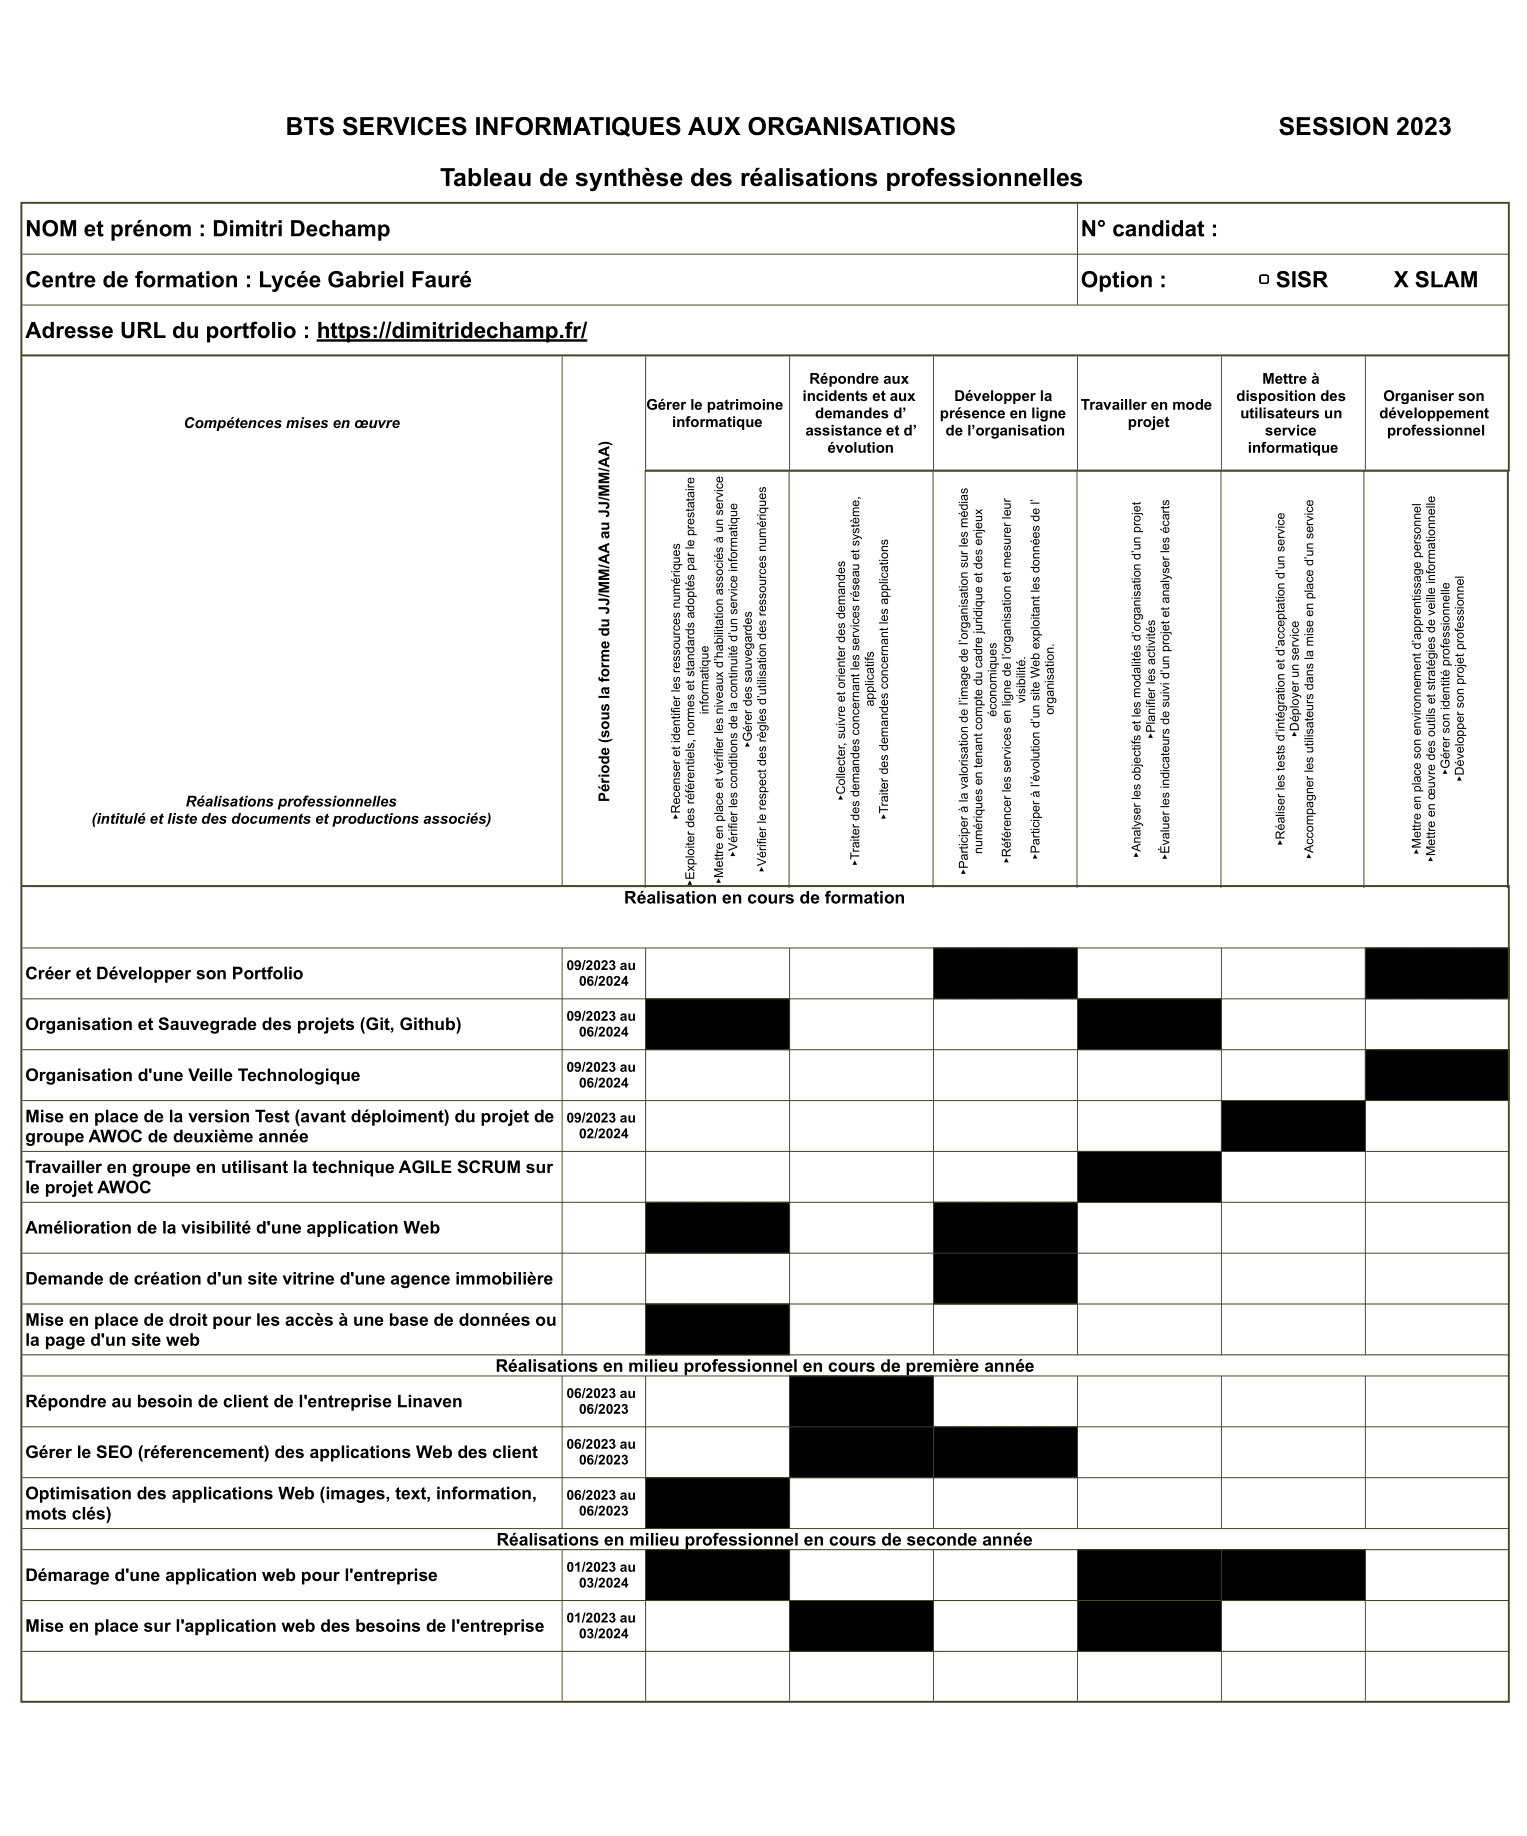 BTS SERVICES INFORMATIQUES AUX ORGANISATIONS SESSION 2023
Tableau de synthèse des réalisations professionnelles
NOM et prénom : Dimitri Dechamp N° candidat :
Centre de formation : Lycée Gabriel Fauré Option : SISR X SLAM
Adresse URL du portfolio : https://dimitridechamp.fr/
Compétences mises en œuvre
Réalisations professionnelles
(intitulé et liste des documents et productions associés)
Période (sous la forme du JJ/MM/AA au JJ/MM/AA)
Gérer le patrimoine
informatique
Répondre aux
incidents et aux
demandes d’
assistance et d’
évolution
Développer la
présence en ligne
de l’organisation
Travailler en mode
projet
Mettre à
disposition des
utilisateurs un
service
informatique
Organiser son
développement
professionnel
‣Recenser et identifier les ressources numériques
‣Exploiter des référentiels, normes et standards adoptés par le prestataire
informatique
‣Mettre en place et vérifier les niveaux d’habilitation associés à un service
‣Vérifier les conditions de la continuité d’un service informatique
‣Gérer des sauvegardes
‣Vérifier le respect des règles d’utilisation des ressources numériques
‣Collecter, suivre et orienter des demandes
‣Traiter des demandes concernant les services réseau et système,
applicatifs
‣Traiter des demandes concernant les applications
‣Participer à la valorisation de l’image de l’organisation sur les médias
numériques en tenant compte du cadre juridique et des enjeux
économiques
‣Référencer les services en ligne de l’organisation et mesurer leur
visibilité.
‣Participer à l’évolution d’un site Web exploitant les données de l’
organisation.
‣Analyser les objectifs et les modalités d’organisation d’un projet
‣Planifier les activités
‣Évaluer les indicateurs de suivi d’un projet et analyser les écarts
‣Réaliser les tests d’intégration et d’acceptation d’un service
‣Déployer un service
‣Accompagner les utilisateurs dans la mise en place d’un service
‣Mettre en place son environnement d’apprentissage personnel
‣Mettre en œuvre des outils et stratégies de veille informationnelle
‣Gérer son identité professionnelle
‣Développer son projet professionnel
Réalisation en cours de formation
Créer et Développer son Portfolio
09/2023 au
06/2024
Organisation et Sauvegrade des projets (Git, Github)
09/2023 au
06/2024
Organisation d'une Veille Technologique
09/2023 au
06/2024
Mise en place de la version Test (avant déploiment) du projet de
groupe AWOC de deuxième année
09/2023 au
02/2024
Travailler en groupe en utilisant la technique AGILE SCRUM sur
le projet AWOC
Amélioration de la visibilité d'une application Web
Demande de création d'un site vitrine d'une agence immobilière
Mise en place de droit pour les accès à une base de données ou
la page d'un site web
Réalisations en milieu professionnel en cours de première année
Répondre au besoin de client de l'entreprise Linaven
06/2023 au
06/2023
Gérer le SEO (réferencement) des applications Web des client
06/2023 au
06/2023
Optimisation des applications Web (images, text, information,
mots clés)
06/2023 au
06/2023
Réalisations en milieu professionnel en cours de seconde année
Démarage d'une application web pour l'entreprise
01/2023 au
03/2024
Mise en place sur l'application web des besoins de l'entreprise
01/2023 au
03/2024